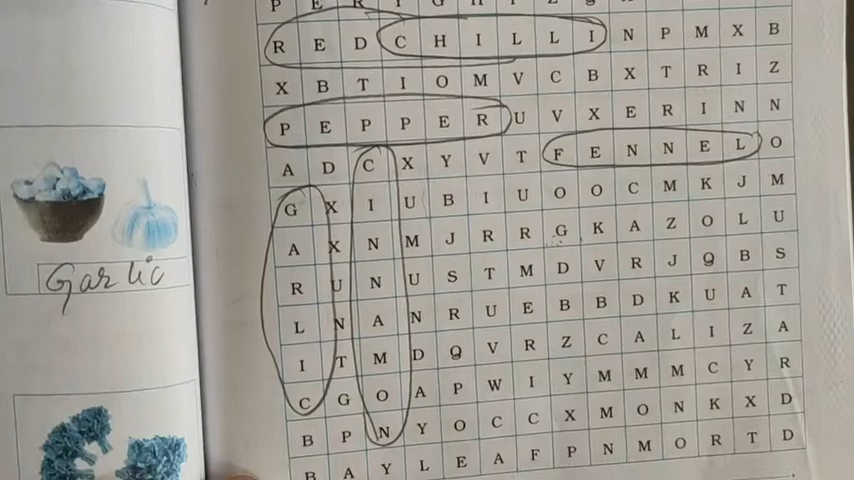 R E D C H I L L I N P M X B
X B T I O M V C B X T R I Z
P E P P E R U V X E R I N N
A D C X Y V T F E N N E L O
G X I U B I U O O C M K J M
A X N M J R R G K A Z O L U
R U N U S T M D V R J Q B S
L N A N R U E B B D K U A T
I T M D Q V R Z C A L I Z A
C G O A P W I Y M M M C Y R
B P N Y O C C X M O N K X D
B A Y L E A F P N M O R T D
Garlic